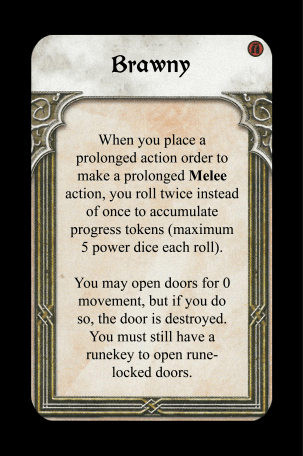 Brawny
When you place a
prolonged action order to
make a prolonged Melee
action, you roll twice instead
of once to accumulate
progress tokens (maximum
5 power dice each roll).
You may open doors for 0
movement, but if you do
so, the door is destroyed.
You must still have a
runekey to open rune-
locked doors.